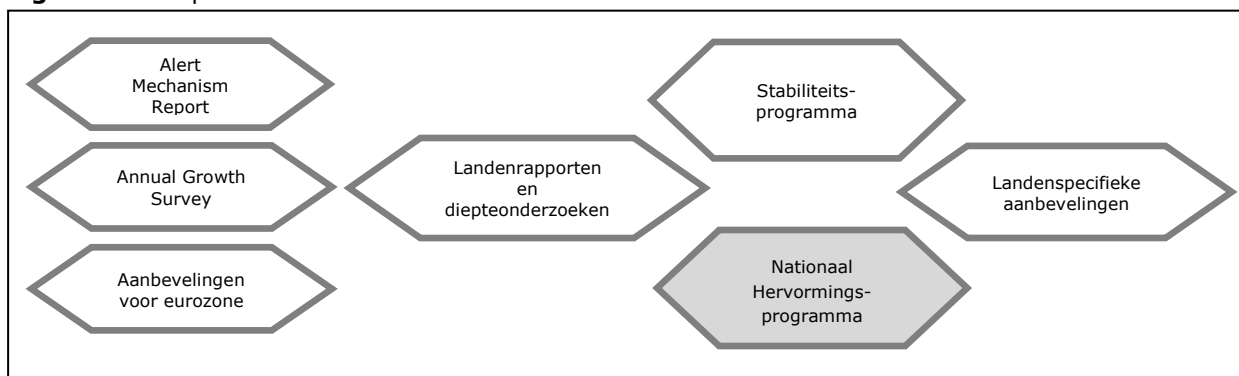 Alert
Mechanism
Report
Annual Growth
Survey
Aanbevelingen
voor eurozone
Landenrapporten
en
diepteonderzoeken
Stabiliteits-
programma
Nationaal
Hervormings-
programma
Landenspecifieke
aanbevelingen